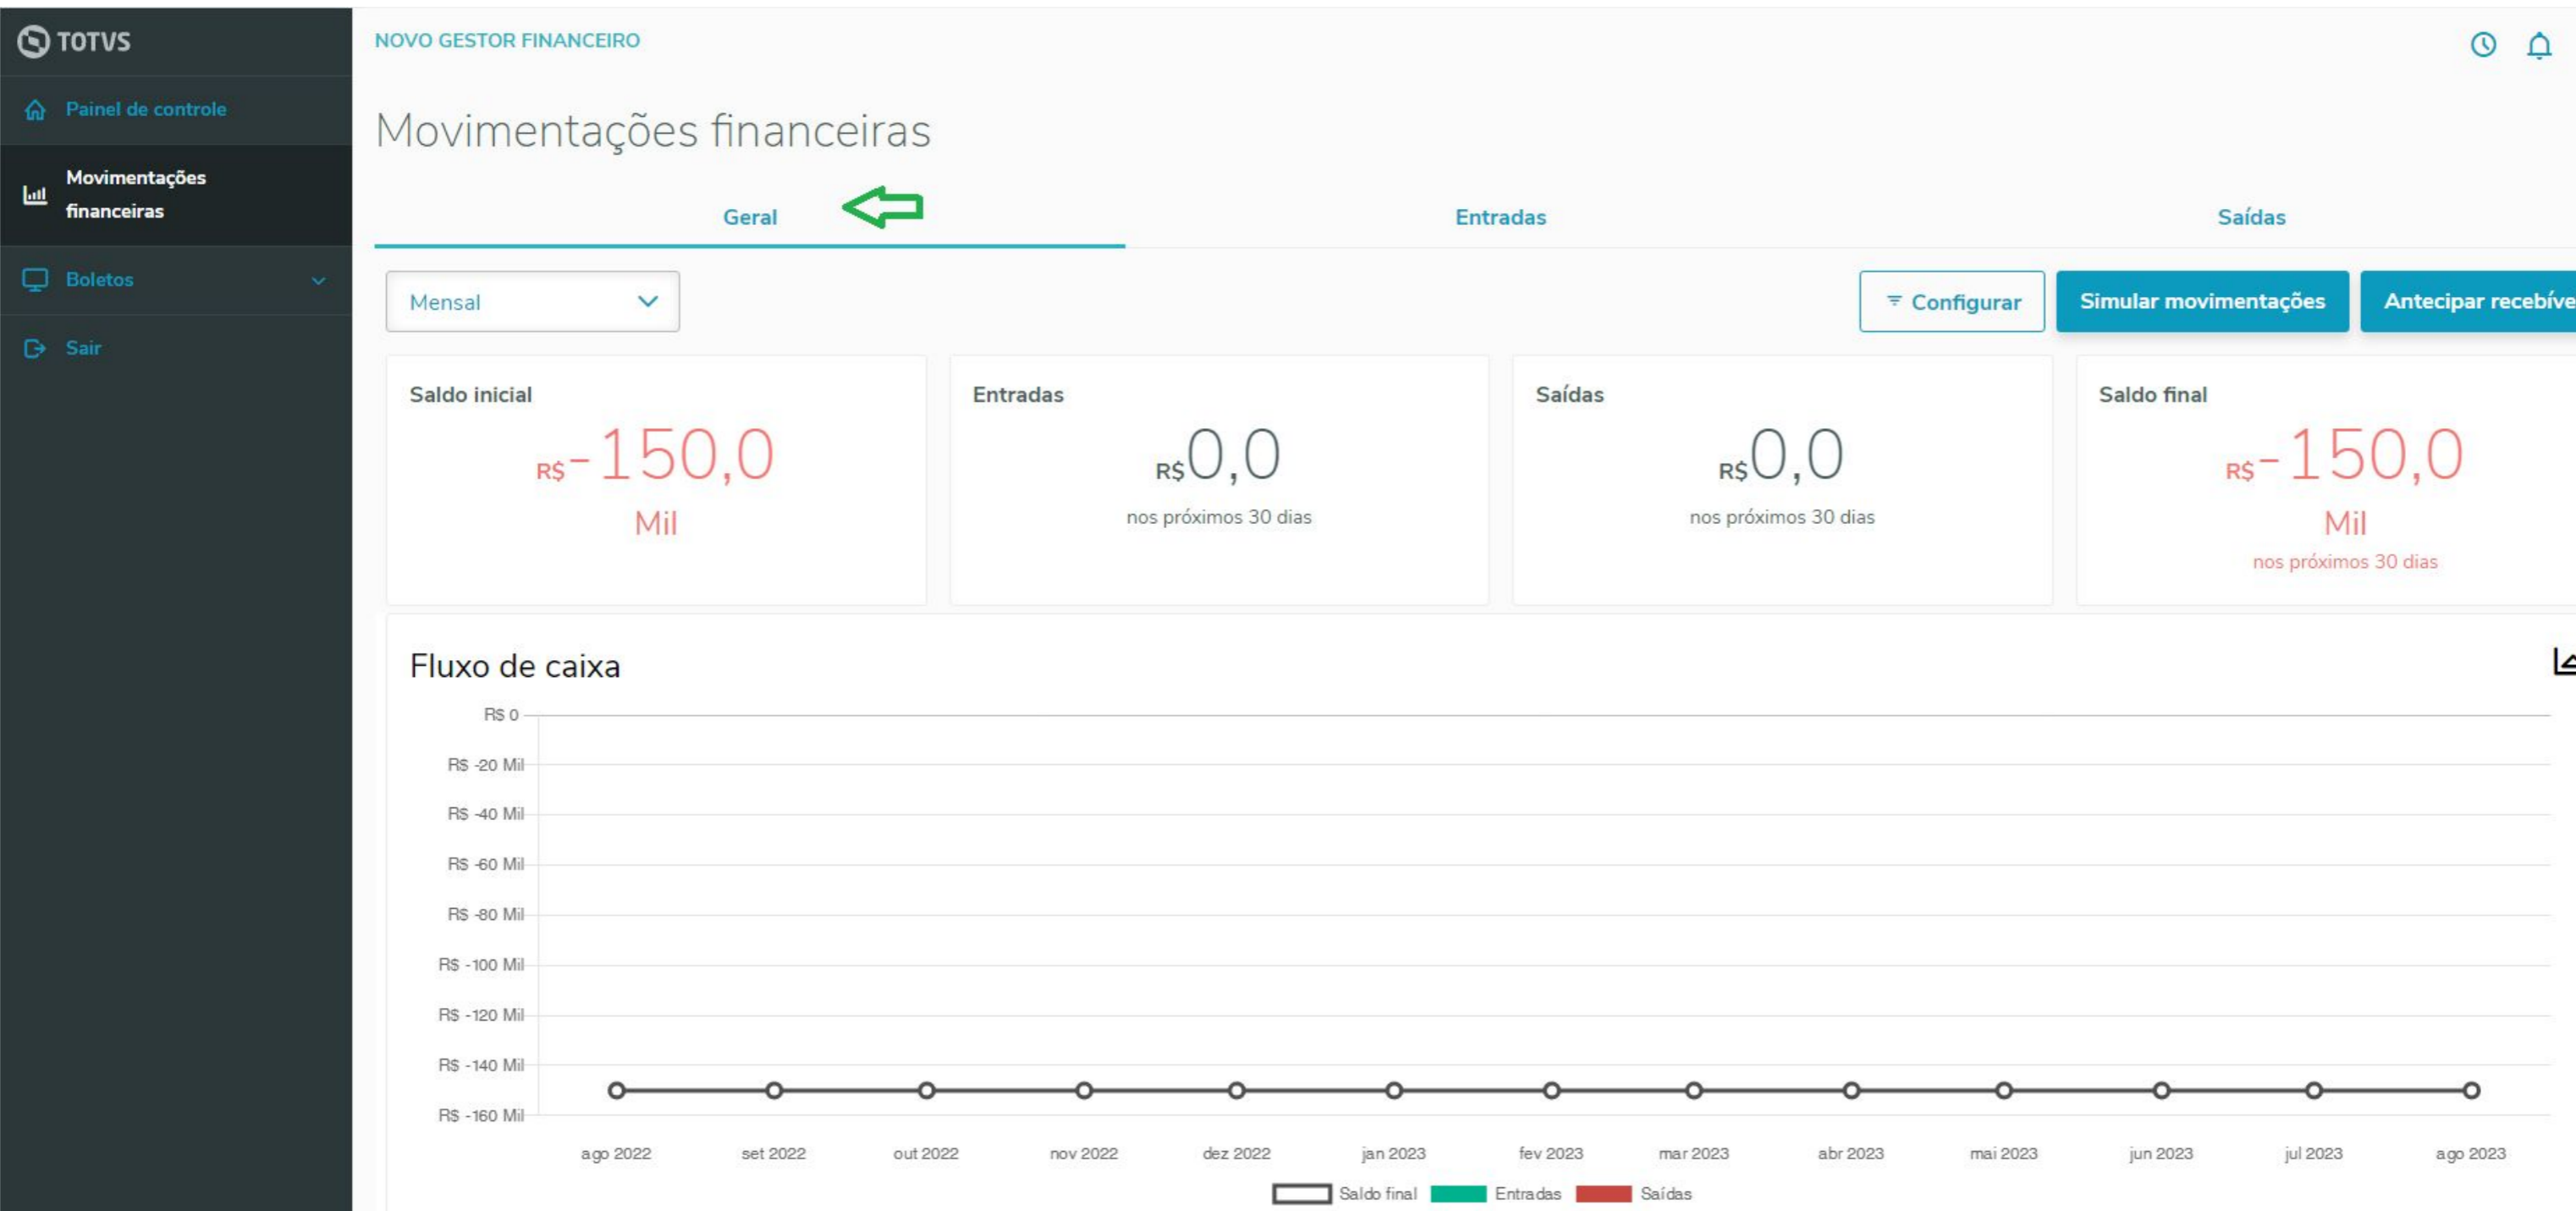 TOTVS
NOVO GESTOR FINANCEIRO
Painel de controle
Movimentações
financeiras
Boletos
Sair
Movimentações financeiras
Geral
Entradas
Saídas
Mensal
Configurar
Simular movimentações
Antecipar recebíve
Saldo inicial
R$-150,0
Mil
Entradas
R$0,0
nos próximos 30 dias
Saídas
R$0,0
nos próximos 30 dias
Saldo final
R$-150,0
Mil
nos próximos 30 dias
Fluxo de caixa
R$ 0
R$ -20 Mil
R$ -40 Mil
R$ -60 Mil
R$ -80 Mil
R$ -100 Mil
R$ -120 Mil
R$ -140 Mil
R$ -160 Mil
ago 2022 set 2022 out 2022 nov 2022 dez 2022 jan 2023 fev 2023 mar 2023 abr 2023 mai 2023 jun 2023 jul 2023 ago 2023
Saldo final Entradas Saídas